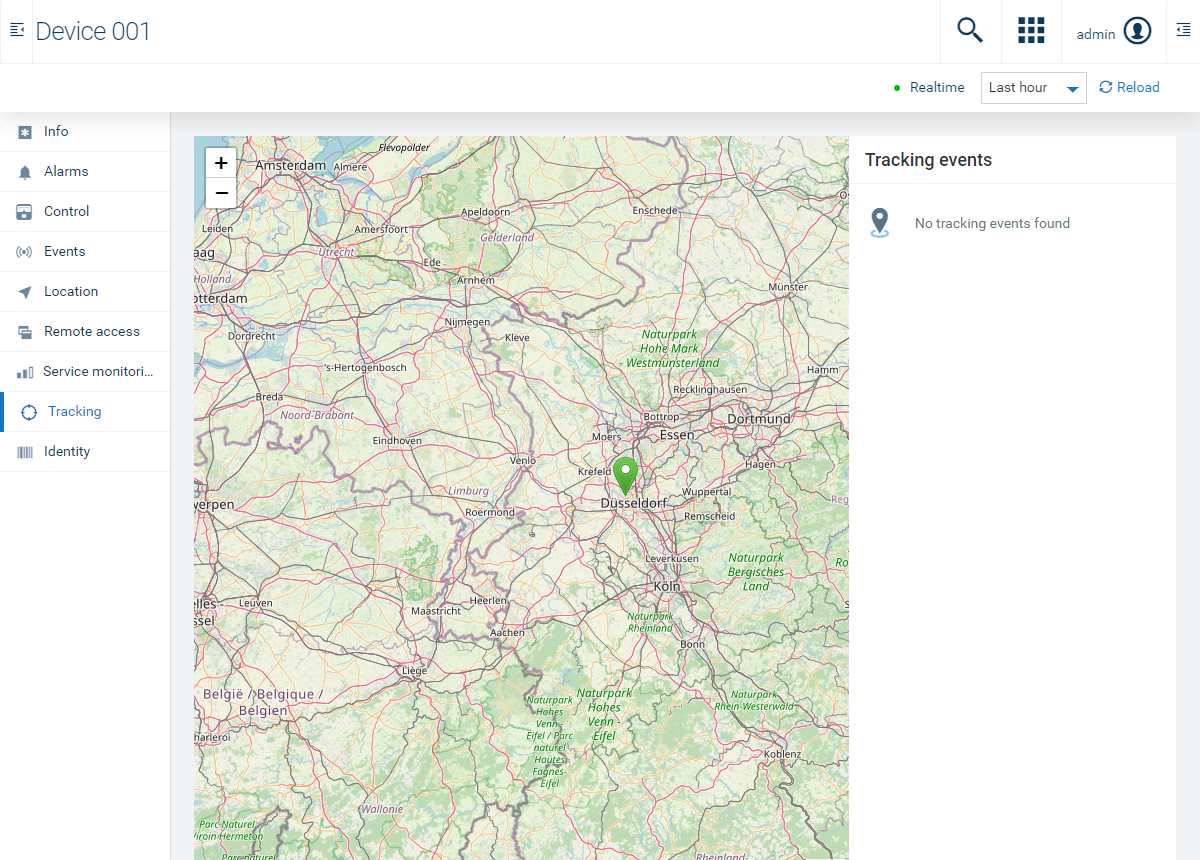 Device 001
admin
Realtime
Last hour
Reload
Info
Alarms
Control
Events
Location
Remote access
Service monitori...
Tracking
Identity
+
−
Tracking events
No tracking events found
Flevopolder
Amsterdam
Almere
Apeldoorn
Enschede
Leiden
Amersfoort
Gelderland
Utrecht
aag
Ede
Holland
Arnhem
Münster
otterdam
Nijmegen
Dordrecht
Kleve
Naturpark
Hohe Mark -
Westmünsterland
's-Hertogenbosch
Hamm
Recklinghausen
Breda
Noord-Brabant
Bottrop
Dortmund
Moers
Essen
Eindhoven
Venlo
Hagen
Krefeld
Limburg
Wuppertal
werpen
Düsseldorf
Reg
Roermond
Remscheid
Leverkusen
Naturpark
Bergisches
Land
Ro
Köln
elles -
ssel
Leuven
Heerlen
Maastricht
Naturpark
Rheinland
Aachen
Bonn
Liège
België / Belgique /
Belgien
Naturpark
Hohes
Venn -
Eifel / Parc
naturel
Hautes
Fagnes-
Eifel
Naturpark
Hohes
Venn -
Eifel
Naturpark
Rhein-Westerwald
harleroi
Koblenz
Wallonie
Parc Naturel
Viroin Hermeton
Parc naturel
Rheinland-